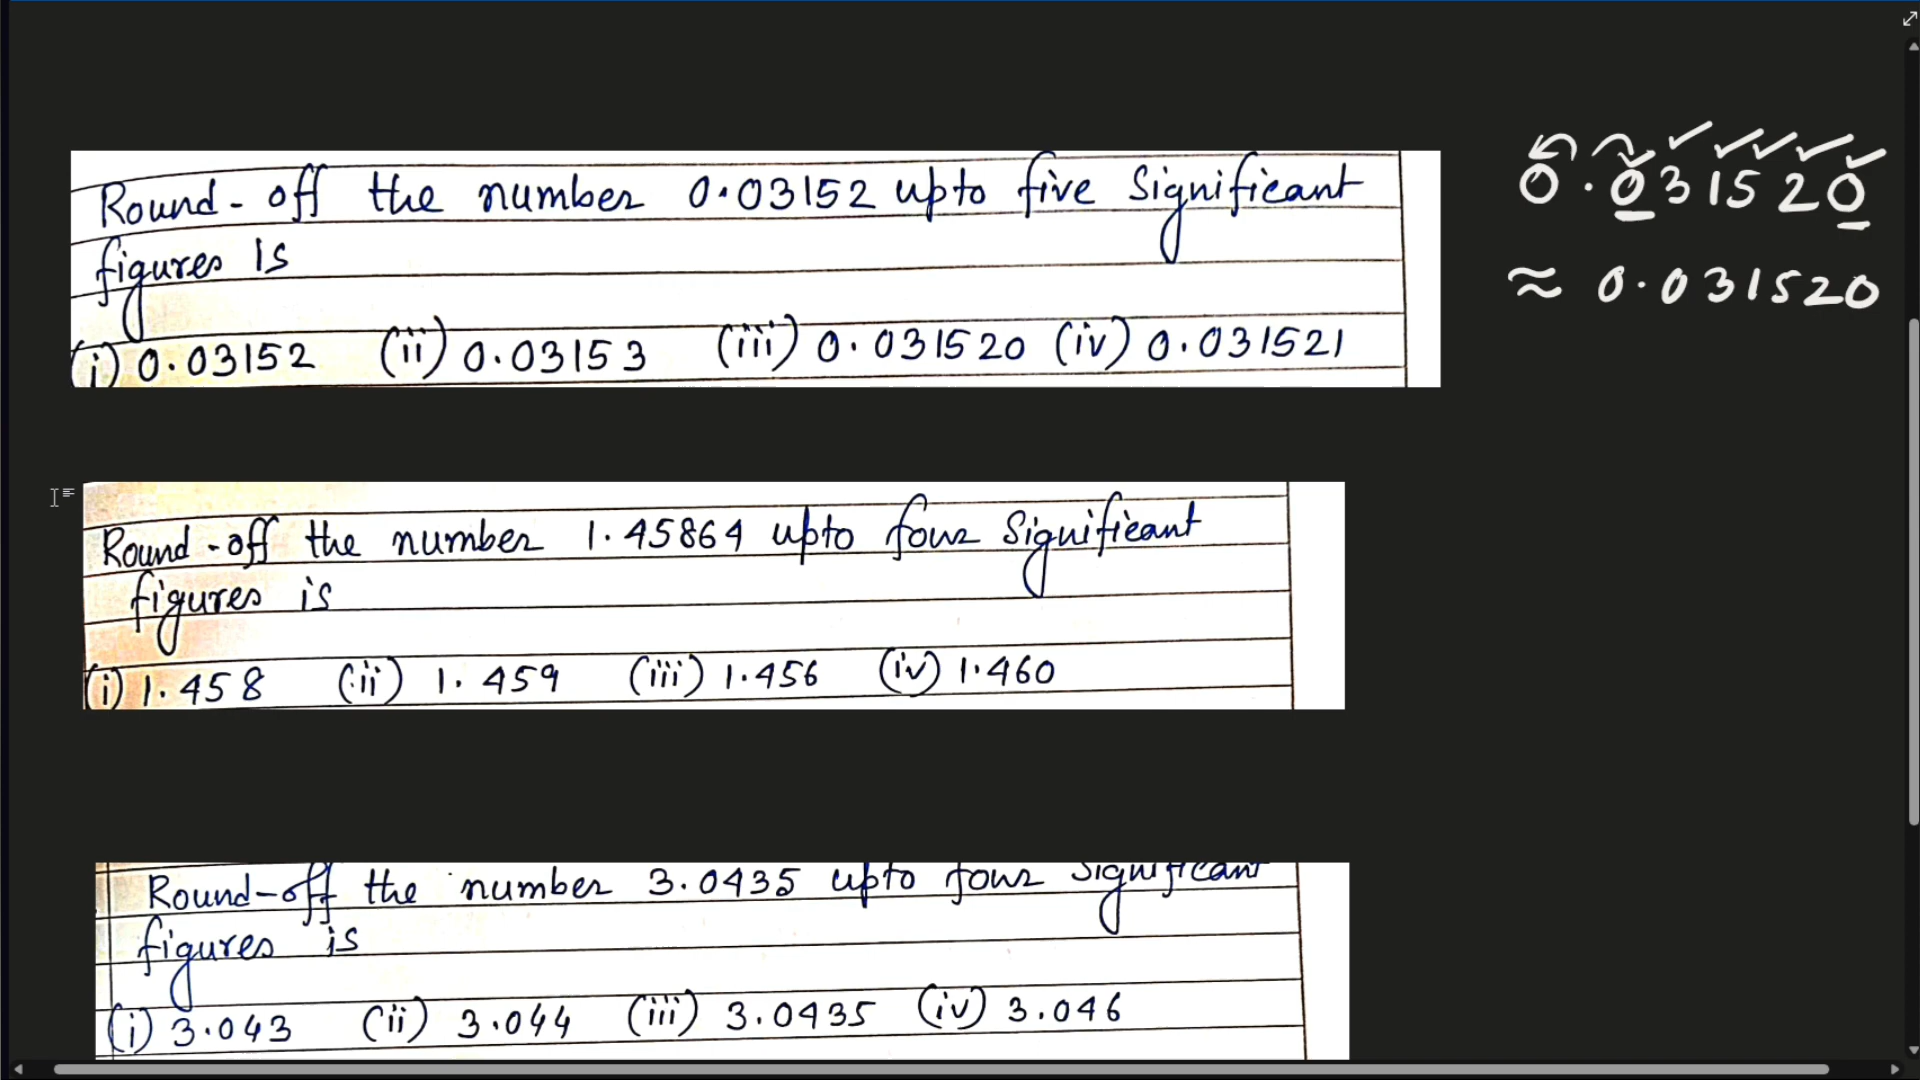 Round-off the number 0.03152 upto five Significant
figures is
(i) 0.03152 (ii) 0.03153 (iii) 0.031520 (iv) 0.031521
0.031520
≈ 0.031520
Round-off the number 1.45864 upto four Significant
figures is
(i) 1.458 (ii) 1.459 (iii) 1.456 (iv) 1.460
Round-off the number 3.0435 upto four Significant
figures is
(i) 3.043 (ii) 3.044 (iii) 3.0435 (iv) 3.046